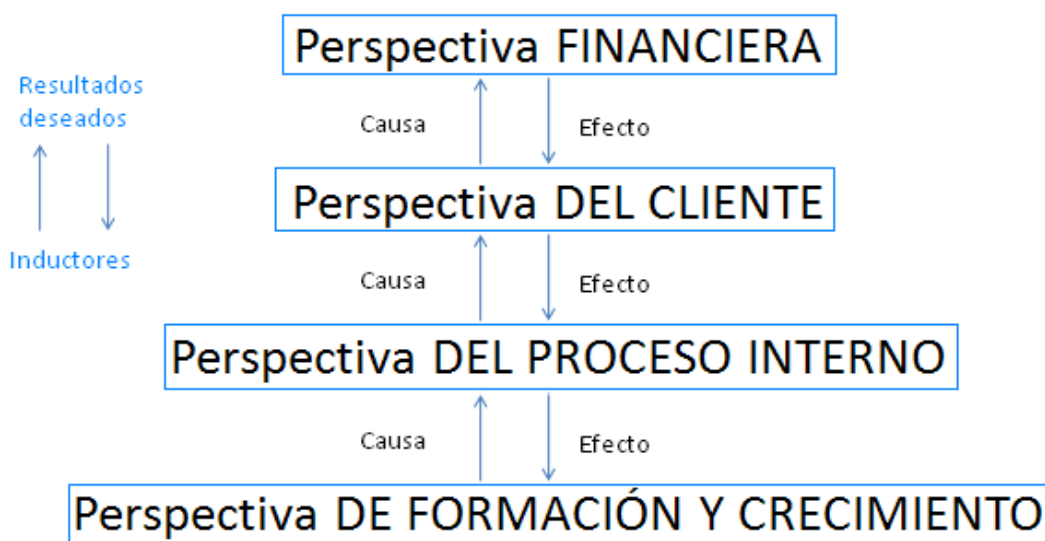 Perspectiva FINANCIERA
Resultados
deseados
Causa
Efecto
Perspectiva DEL CLIENTE
Inductores
Causa
Efecto
Perspectiva DEL PROCESO INTERNO
Causa
Efecto
Perspectiva DE FORMACIÓN Y CRECIMIENTO